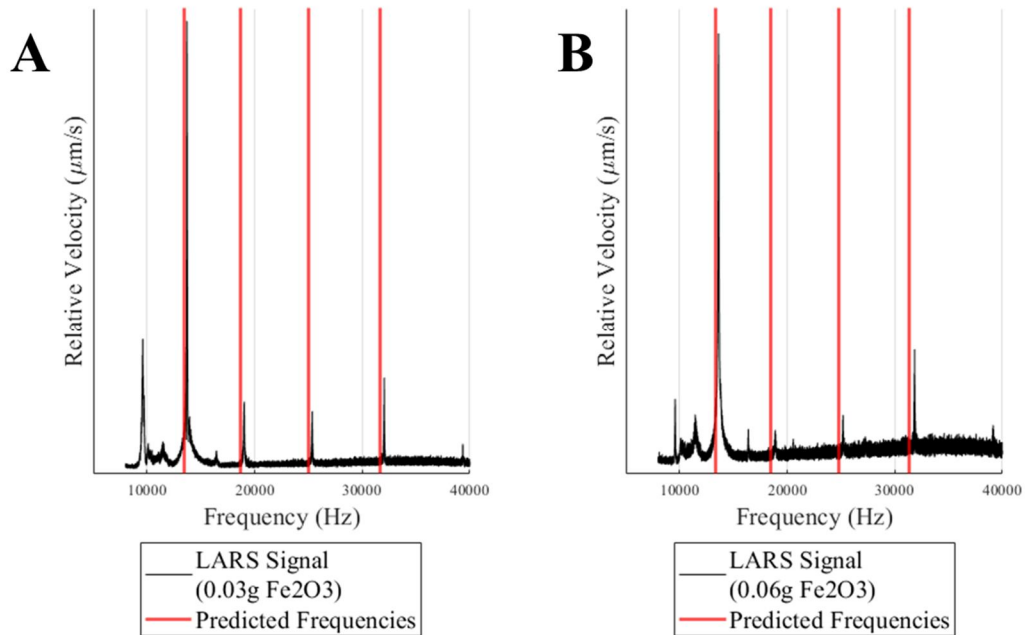 A
Relative Velocity (μm/s)
10000 20000 30000 40000
Frequency (Hz)
LARS Signal
(0.03g Fe2O3)
Predicted Frequencies
B
Relative Velocity (μm/s)
10000 20000 30000 40000
Frequency (Hz)
LARS Signal
(0.06g Fe2O3)
Predicted Frequencies